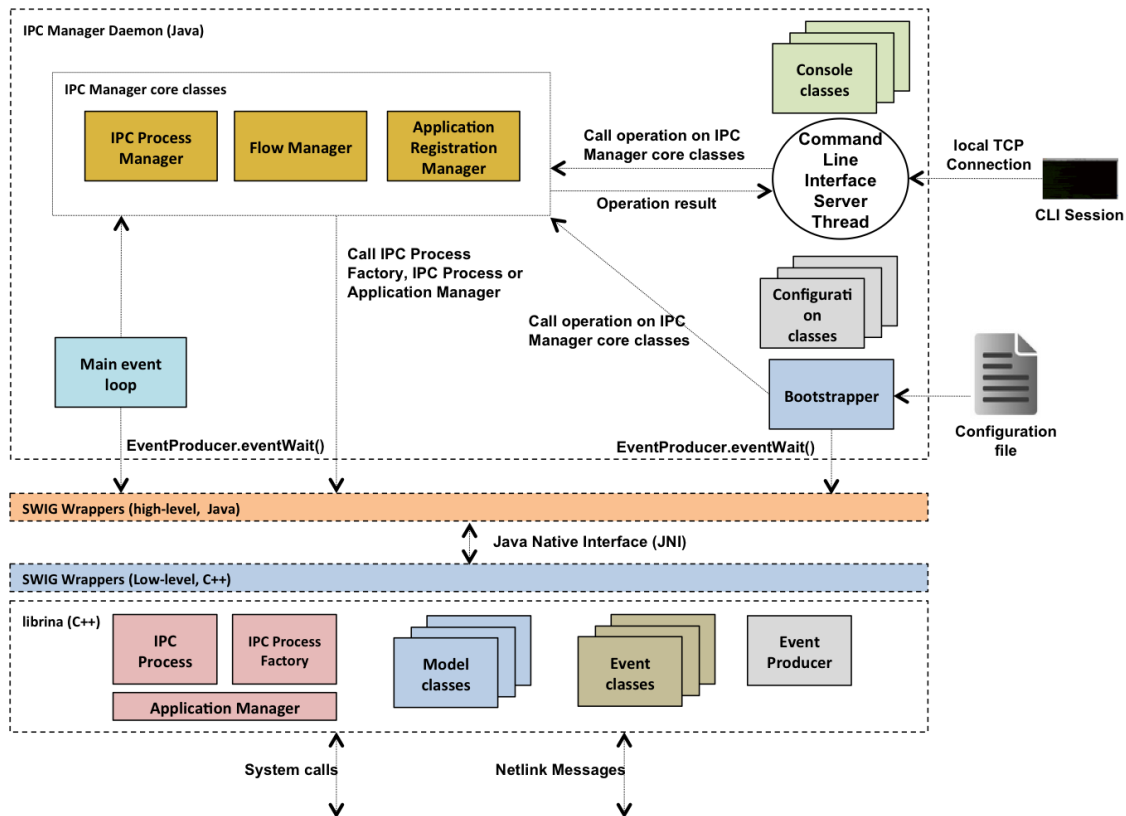 IPC Manager Daemon (Java)
IPC Manager core classes
IPC Process
Manager
Flow Manager
Application
Registration
Manager
Console
classes
Call operation on IPC
Manager core classes
Operation result
Command
Line
Interface
Server
Thread
local TCP
Connection
CLI Session
Call IPC Process
Factory, IPC Process or
Application Manager
Call operation on IPC
Manager core classes
Configurati
on
classes
Main event
loop
Bootstrapper
Configuration
file
EventProducer.eventWait()
EventProducer.eventWait()
SWIG Wrappers (high-level, Java)
Java Native Interface (JNI)
SWIG Wrappers (Low-level, C++)
librina (C++)
IPC
Process
IPC Process
Factory
Application Manager
Model
classes
Event
classes
Event
Producer
System calls
Netlink Messages